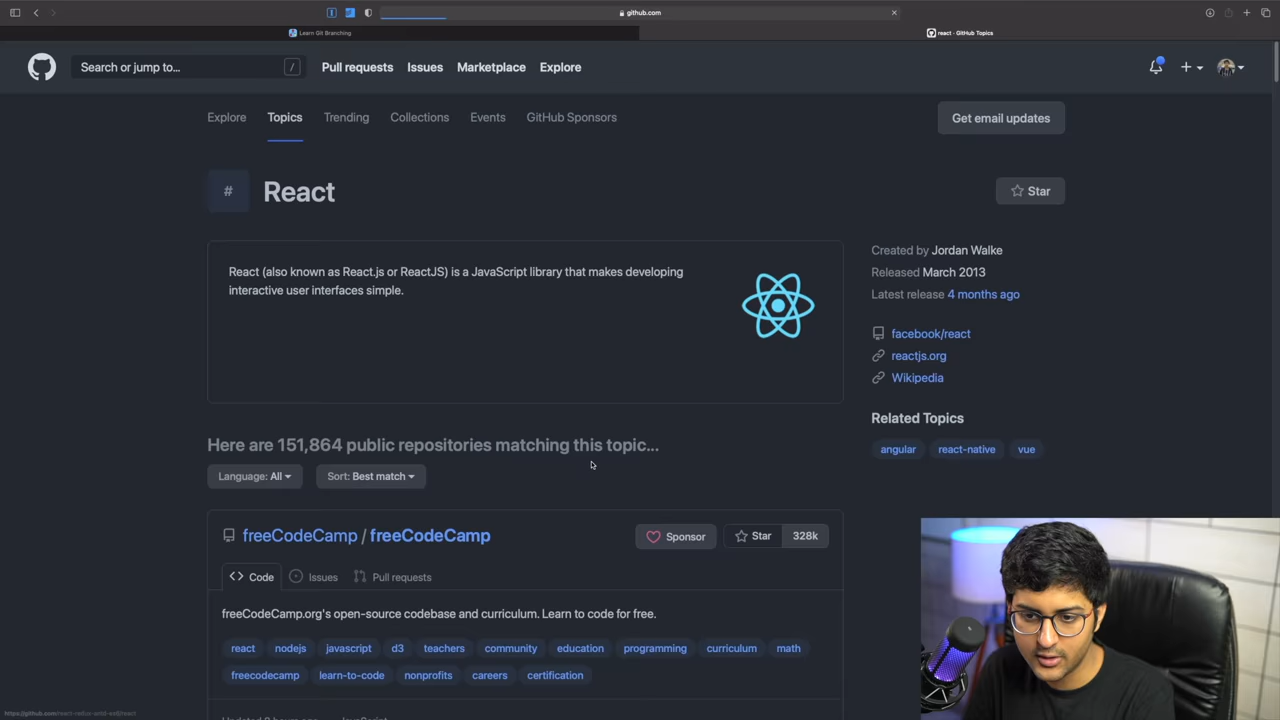 github.com
Learn Git Branching
react · GitHub Topics
Search or jump to... /
Pull requests Issues Marketplace Explore
Explore Topics Trending Collections Events GitHub Sponsors
Get email updates
# React
Star
React (also known as React.js or ReactJS) is a JavaScript library that makes developing
interactive user interfaces simple.
Created by Jordan Walke
Released March 2013
Latest release 4 months ago
facebook/react
reactjs.org
Wikipedia
Related Topics
angular react-native vue
Here are 151,864 public repositories matching this topic...
Language: All Sort: Best match
freeCodeCamp / freeCodeCamp
Sponsor Star 328k
Code Issues Pull requests
freeCodeCamp.org's open-source codebase and curriculum. Learn to code for free.
react nodejs javascript d3 teachers community education programming curriculum math
freecodecamp learn-to-code nonprofits careers certification